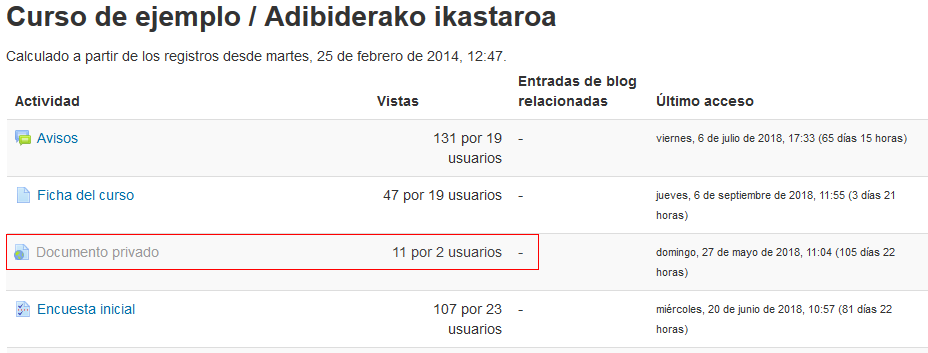 Curso de ejemplo / Adibiderako ikastaroa
Calculado a partir de los registros desde martes, 25 de febrero de 2014, 12:47.
Actividad Vistas Entradas de blog relacionadas Último acceso
Avisos 131 por 19 usuarios - viernes, 6 de julio de 2018, 17:33 (65 días 15 horas)
Ficha del curso 47 por 19 usuarios - jueves, 6 de septiembre de 2018, 11:55 (3 días 21 horas)
Documento privado 11 por 2 usuarios - domingo, 27 de mayo de 2018, 11:04 (105 días 22 horas)
Encuesta inicial 107 por 23 usuarios - miércoles, 20 de junio de 2018, 10:57 (81 días 22 horas)